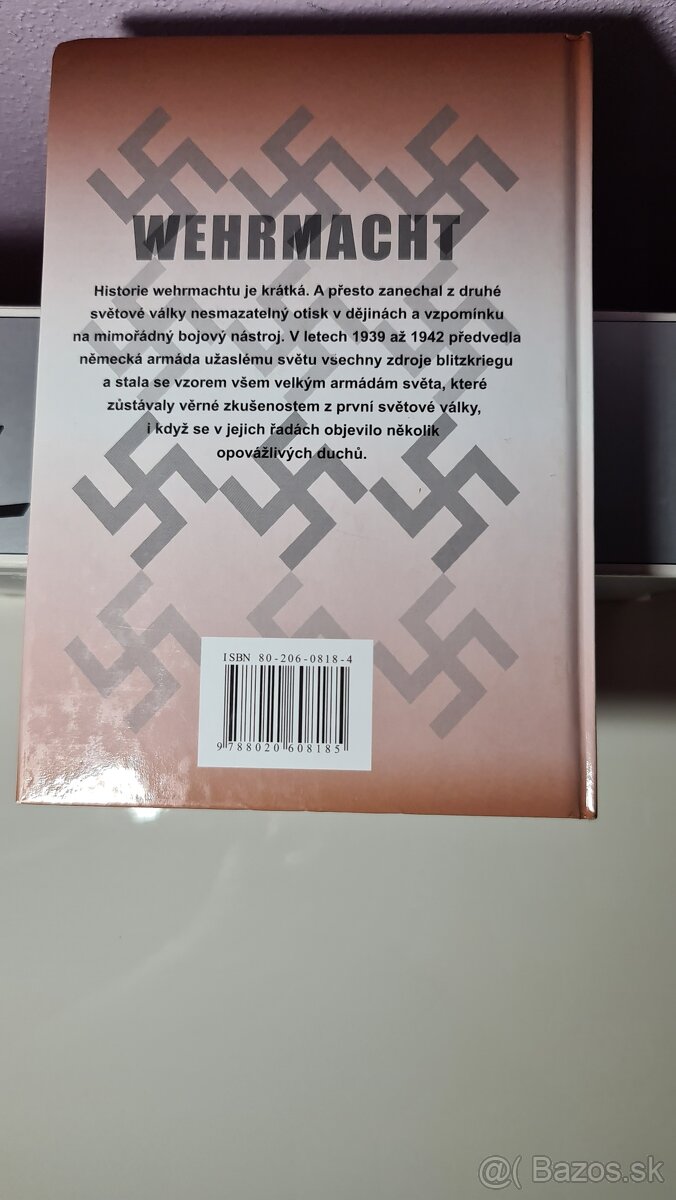 WEHRMACHT
Historie wehrmachtu je krátká. A přesto zanechal z druhé
světové války nesmazatelný otisk v dějinách a vzpomínku
na mimořádný bojový nástroj. V letech 1939 až 1942 předvedla
německá armáda užaslému světu všechny zdroje blitzkriegu
a stala se vzorem všem velkým armádám světa, které
zůstávaly věrné zkušenostem z první světové války,
i když se v jejich řadách objevilo několik
opovážlivých duchů.
ISBN 80-206-0818-4
9 788020 608185
@( Bazos.sk